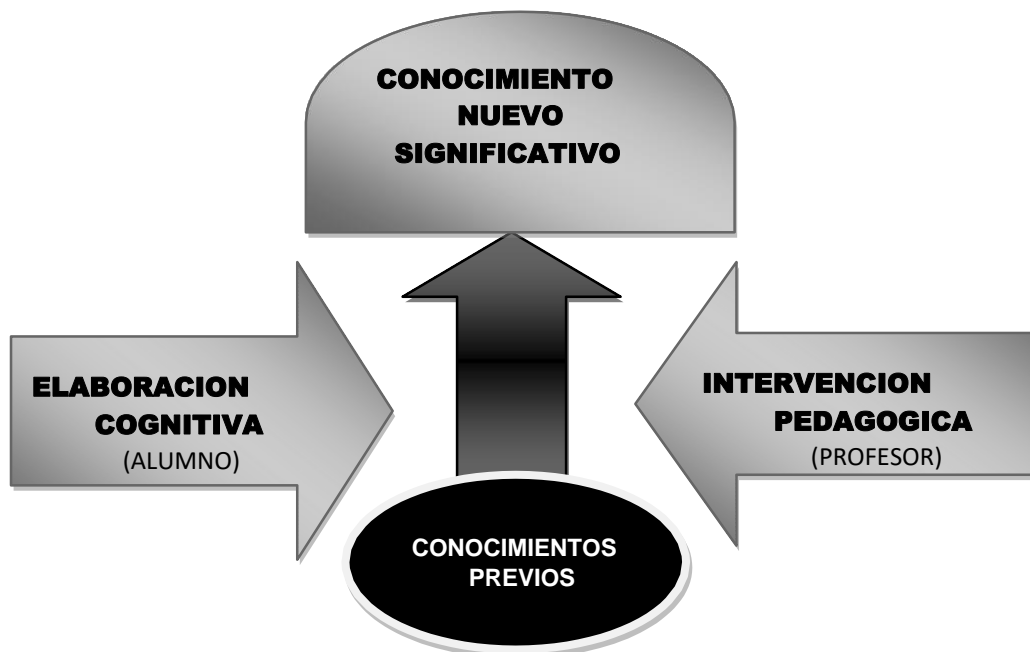 CONOCIMIENTO
NUEVO
SIGNIFICATIVO
ELABORACION
COGNITIVA
(ALUMNO)
INTERVENCION
PEDAGOGICA
(PROFESOR)
CONOCIMIENTOS
PREVIOS